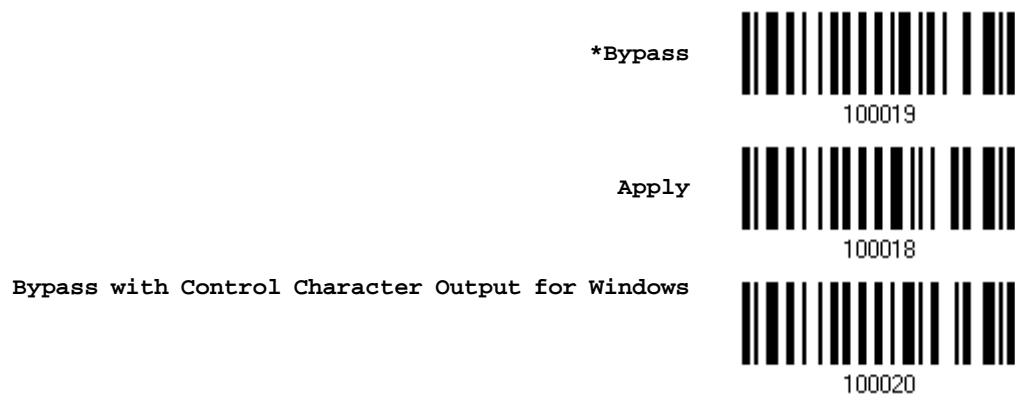 *Bypass
100019
Apply
100018
Bypass with Control Character Output for Windows
100020